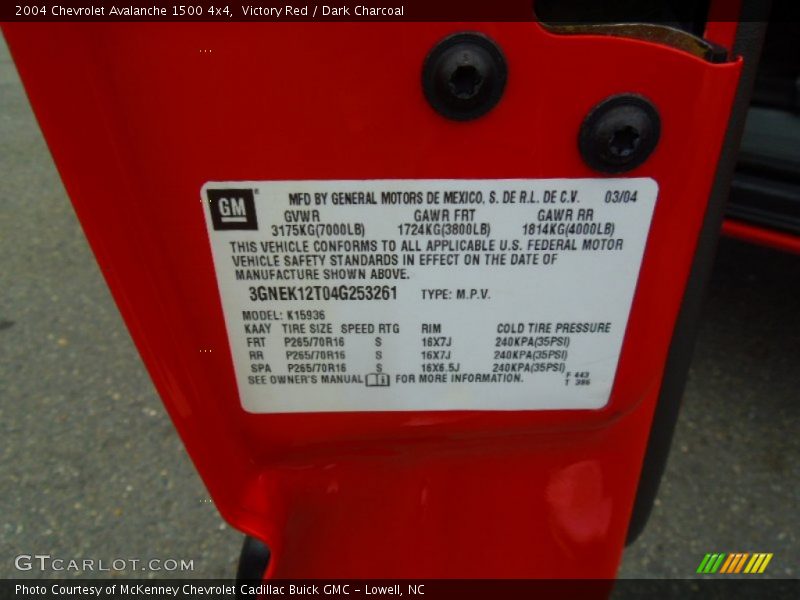 2004 Chevrolet Avalanche 1500 4x4,  Victory Red / Dark Charcoal
GM
MFD BY GENERAL MOTORS DE MEXICO, S. DE R.L. DE C.V. 03/04
GVWR GAWR FRT GAWR RR
3175KG(7000LB) 1724KG(3800LB) 1814KG(4000LB)
THIS VEHICLE CONFORMS TO ALL APPLICABLE U.S. FEDERAL MOTOR
VEHICLE SAFETY STANDARDS IN EFFECT ON THE DATE OF
MANUFACTURE SHOWN ABOVE.
3GNEK12T04G253261 TYPE: M.P.V.
MODEL: K15936
KAAY TIRE SIZE SPEED RTG RIM COLD TIRE PRESSURE
FRT P265/70R16 S 16X7J 240KPA(35PSI)
RR P265/70R16 S 16X7J 240KPA(35PSI)
SPA P265/70R16 S 16X6.5J 240KPA(35PSI)
SEE OWNER'S MANUAL FOR MORE INFORMATION.
F 443
T 386
GTCARLOT.COM
Photo Courtesy of McKenney Chevrolet Cadillac Buick GMC - Lowell, NC